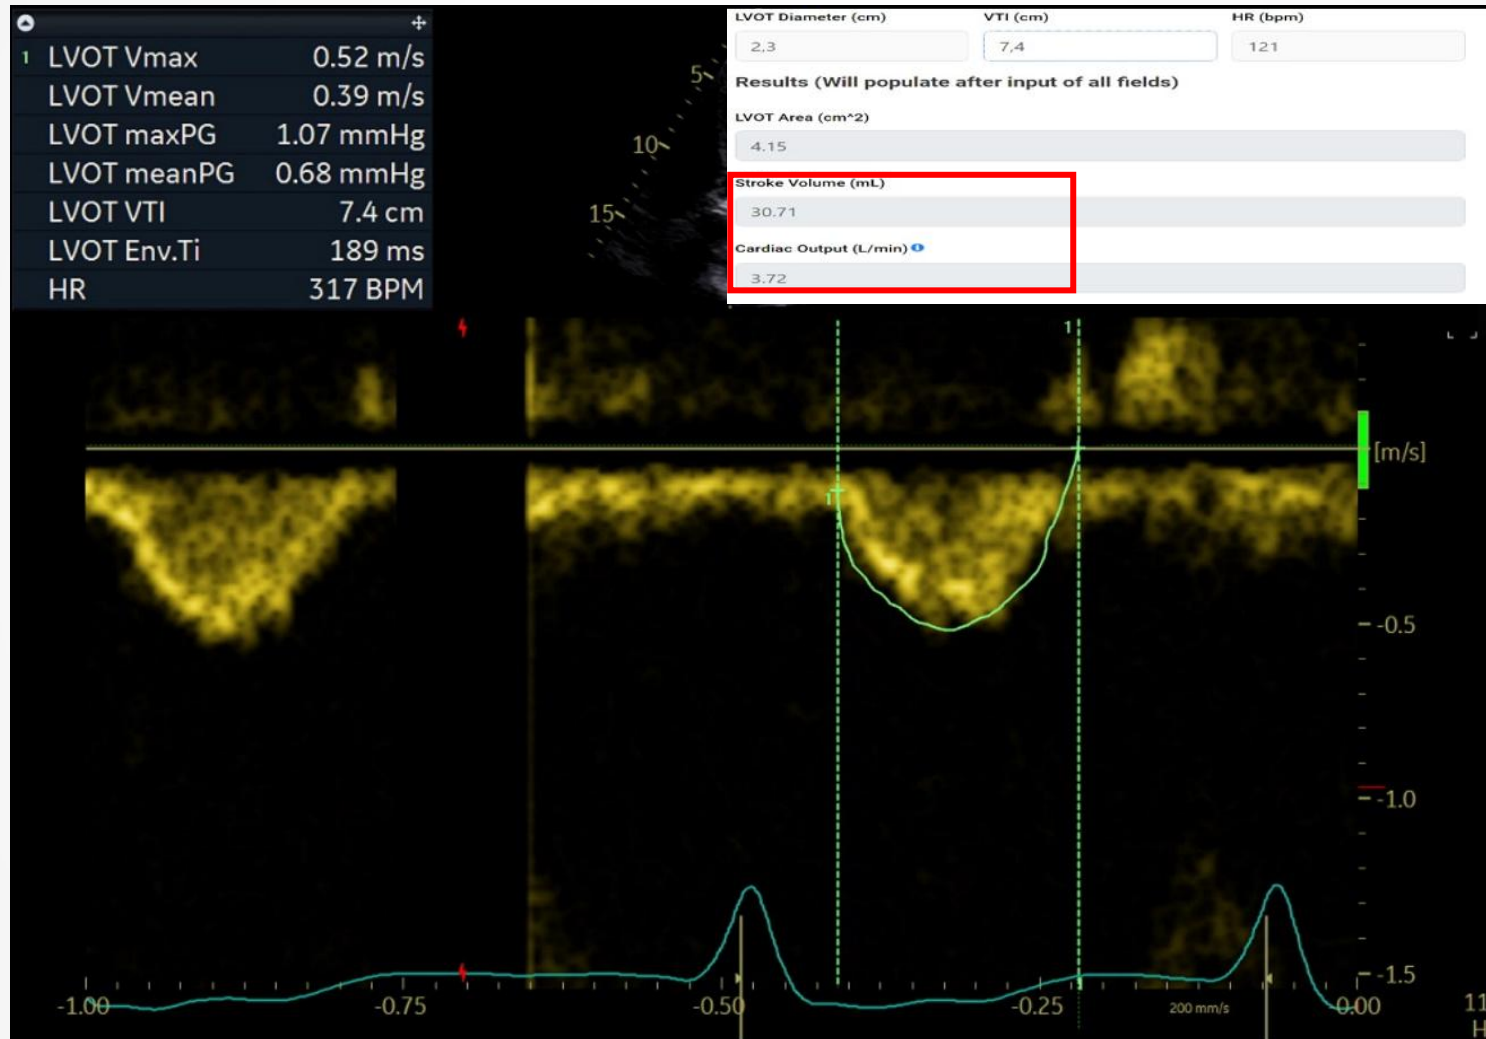 1 LVOT Vmax 0.52 m/s
LVOT Vmean 0.39 m/s
LVOT maxPG 1.07 mmHg
LVOT meanPG 0.68 mmHg
LVOT VTI 7.4 cm
LVOT Env.Ti 189 ms
HR 317 BPM
5
10
15
LVOT Diameter (cm) VTI (cm) HR (bpm)
2,3 7,4 121
Results (Will populate after input of all fields)
LVOT Area (cm^2)
4.15
Stroke Volume (mL)
30.71
Cardiac Output (L/min)
3.72
1
[m/s]
1
-0.5
-1.0
-1.5
-1.00 -0.75 -0.50 -0.25 200 mm/s 0.00